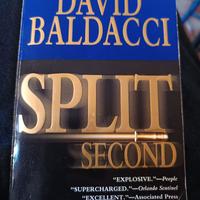 DAVID
BALDACCI
SPLIT
SECOND
"EXPLOSIVE."—People
"SUPERCHARGED."—Orlando Sentinel
"EXCELLENT."—Associated Press